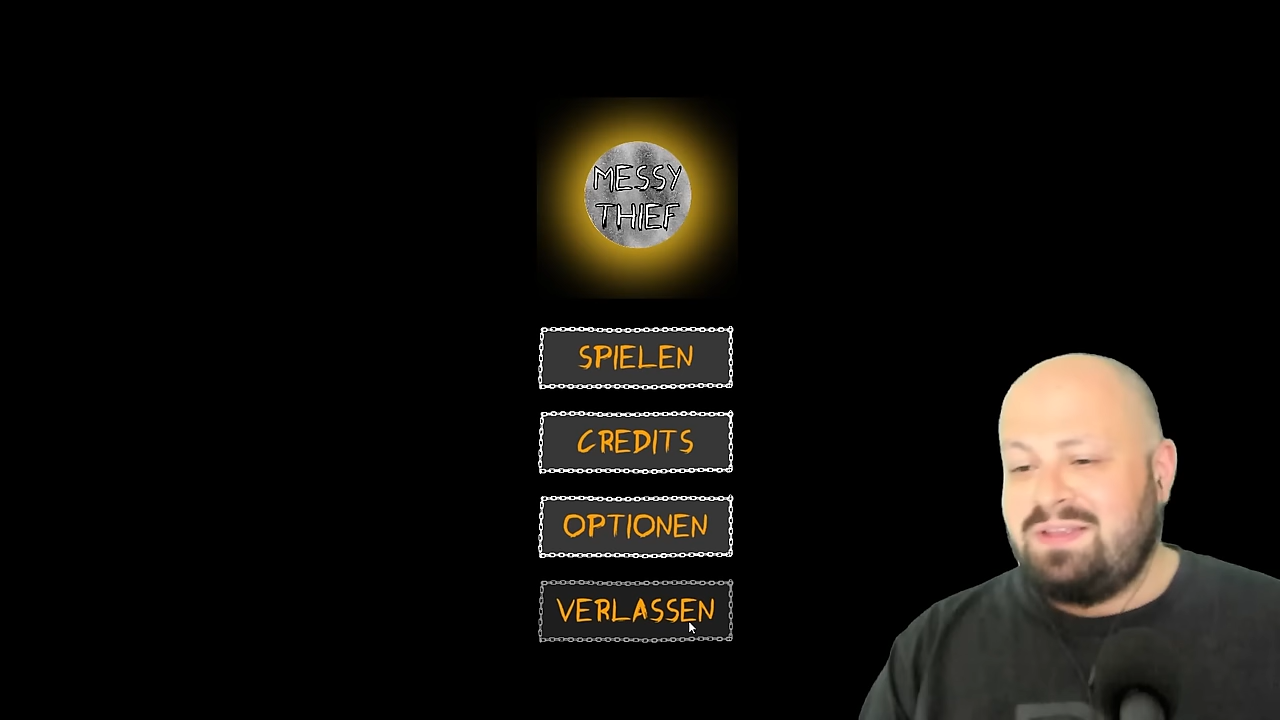 MESSY
THIEF
SPIELEN
CREDITS
OPTIONEN
VERLASSEN